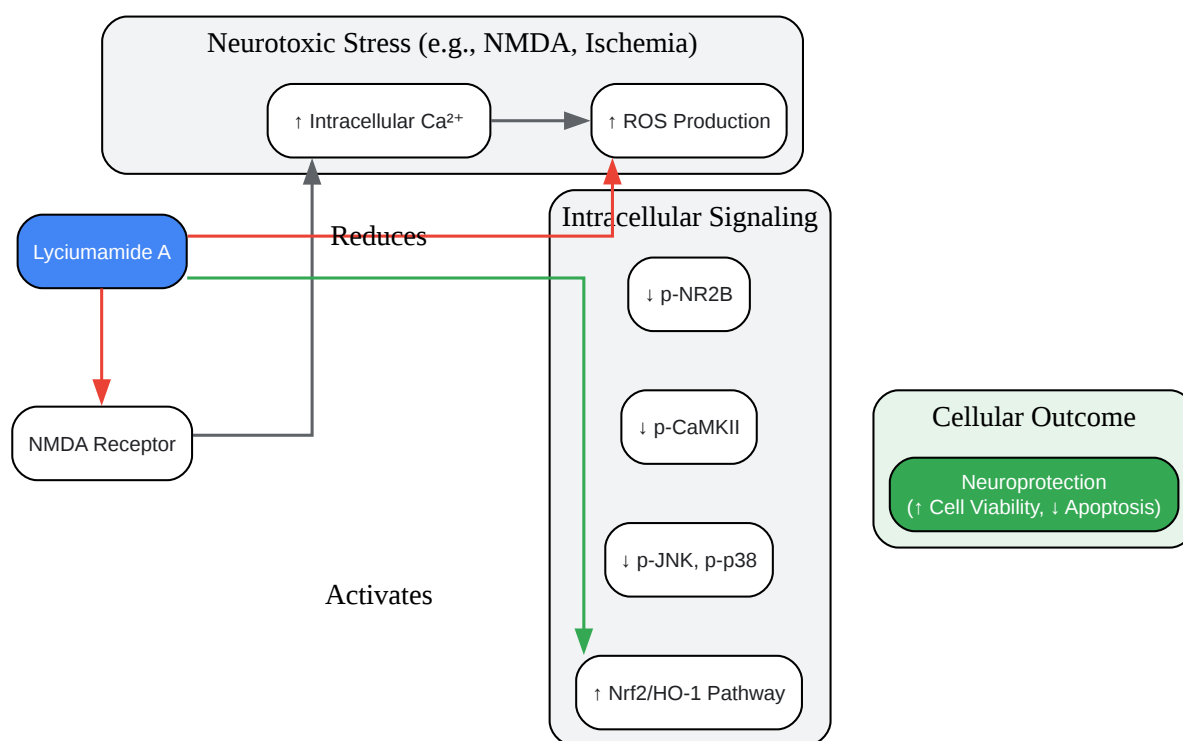 Neurotoxic Stress (e.g., NMDA, Ischemia)
↑ Intracellular Ca²⁺
↑ ROS Production
Lyciumamide A
Reduces
Intracellular Signaling
↓ p-NR2B
NMDA Receptor
↓ p-CaMKII
Cellular Outcome
Neuroprotection
(↑ Cell Viability, ↓ Apoptosis)
↓ p-JNK, p-p38
Activates
↑ Nrf2/HO-1 Pathway